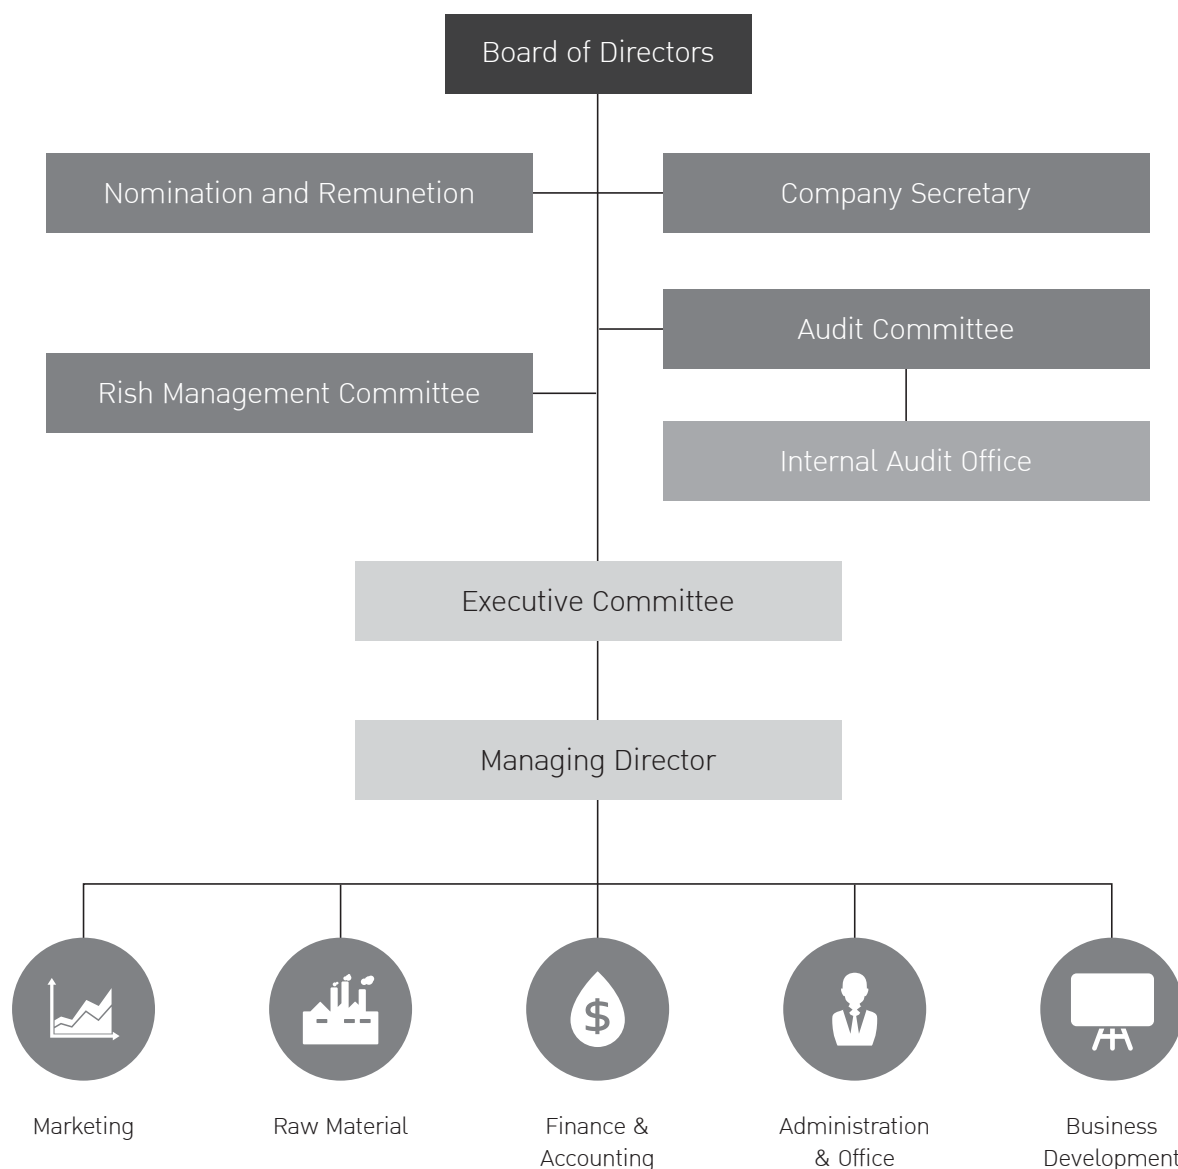 Board of Directors
Nomination and Remunetion
Company Secretary
Audit Committee
Rish Management Committee
Internal Audit Office
Executive Committee
Managing Director
$
Marketing
Raw Material
Finance &
Accounting
Administration
& Office
Business
Development